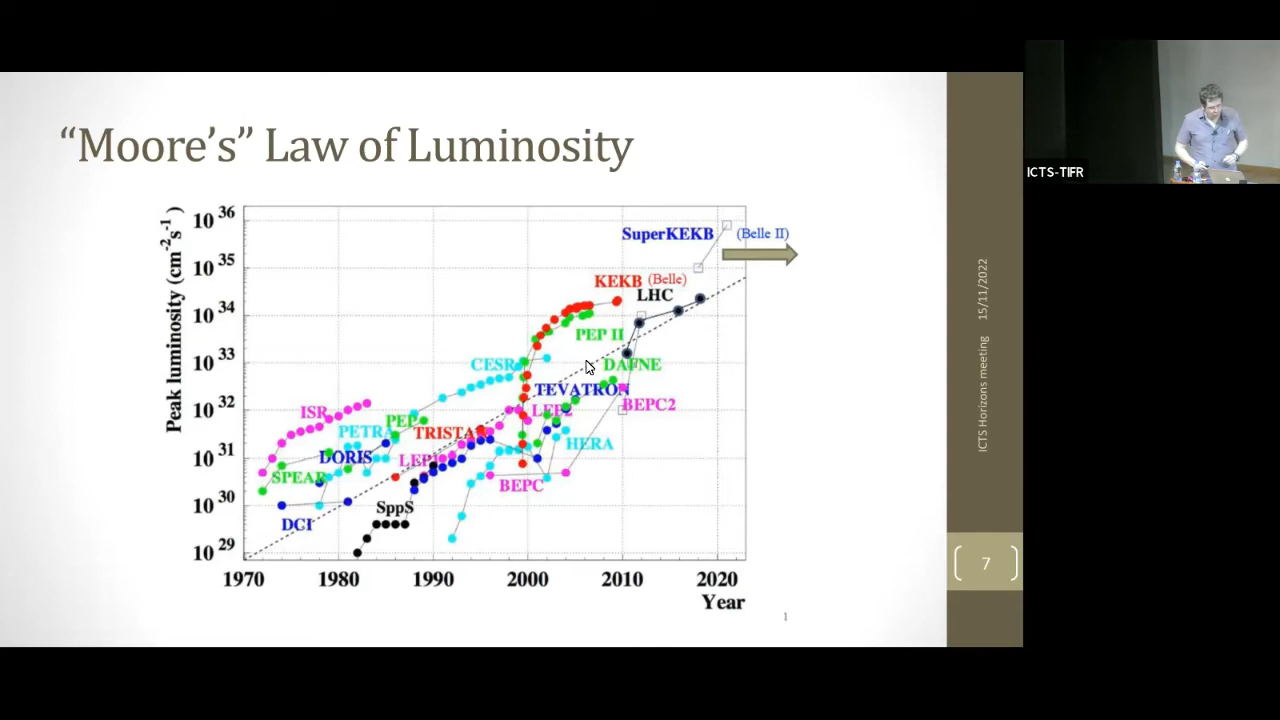 “Moore’s” Law of Luminosity
Peak luminosity (cm-2s-1)
10 36
10 35
10 34
10 33
10 32
10 31
10 30
10 29
1970 1980 1990 2000 2010 2020
Year
SuperKEKB (Belle II)
KEKB (Belle)
LHC
PEP II
CESR
DAFNE
TEVATRON
LEP2
BEPC2
ISR
PEP
PETRA
TRISTA
HERA
DORIS
LEP
SPEAR
BEPC
SppS
DCI
1
ICTS Horizons meeting 15/11/2022
7
ICTS-TIFR